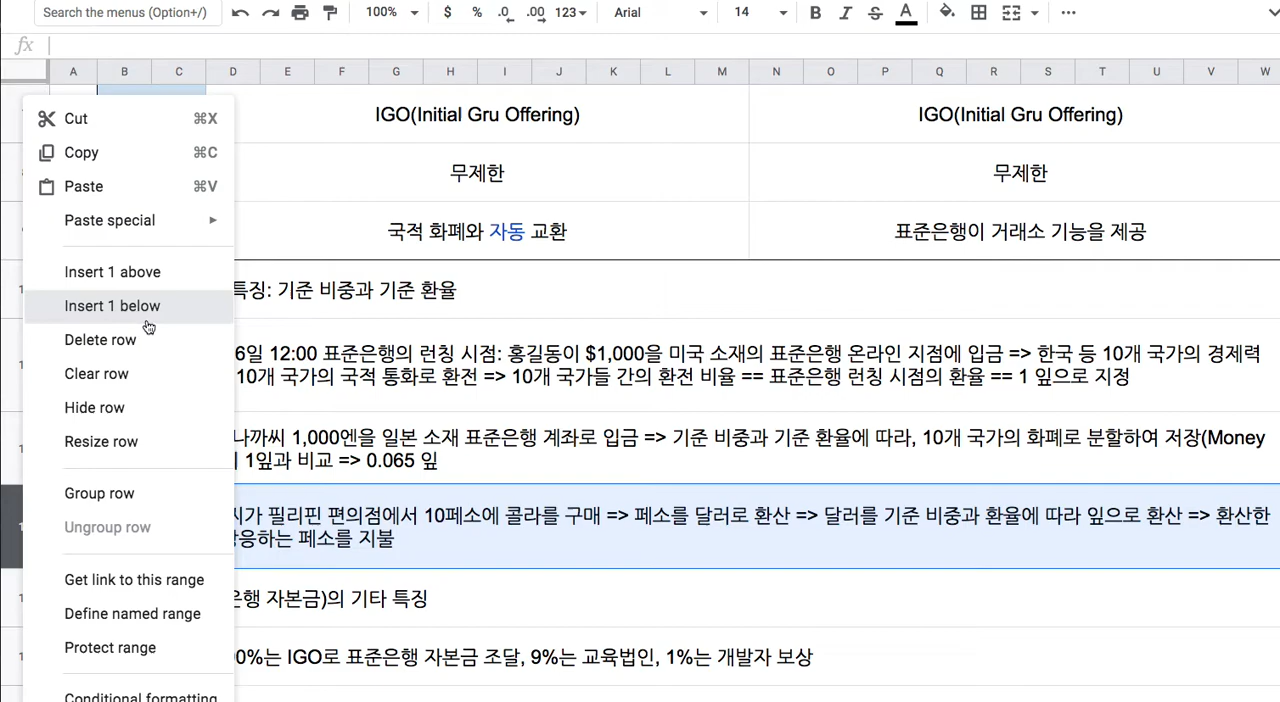 Search the menus (Option+/)
100% $ % .0 .00 123 Arial 14 B I S A
fx
A B C D E F G H I J K L M N O P Q R S T U V W
IGO(Initial Gru Offering) IGO(Initial Gru Offering)
무제한 무제한
국적 화폐와 자동 교환 표준은행이 거래소 기능을 제공
특징: 기준 비중과 기준 환율
6일 12:00 표준은행의 런칭 시점: 홍길동이 $1,000을 미국 소재의 표준은행 온라인 지점에 입금 => 한국 등 10개 국가의 경제력
10개 국가의 국적 통화로 환전 => 10개 국가들 간의 환전 비율 == 표준은행 런칭 시점의 환율 == 1 잎으로 지정
나까씨 1,000엔을 일본 소재 표준은행 계좌로 입금 => 기준 비중과 기준 환율에 따라, 10개 국가의 화폐로 분할하여 저장(Money
1잎과 비교 => 0.065 잎
씨가 필리핀 편의점에서 10페소에 콜라를 구매 => 페소를 달러로 환산 => 달러를 기준 비중과 환율에 따라 잎으로 환산 => 환산한
응하는 페소를 지불
은행 자본금)의 기타 특징
0%는 IGO로 표준은행 자본금 조달, 9%는 교육법인, 1%는 개발자 보상
Cut ⌘X
Copy ⌘C
Paste ⌘V
Paste special
Insert 1 above
Insert 1 below
Delete row
Clear row
Hide row
Resize row
Group row
Ungroup row
Get link to this range
Define named range
Protect range
Conditional formatting